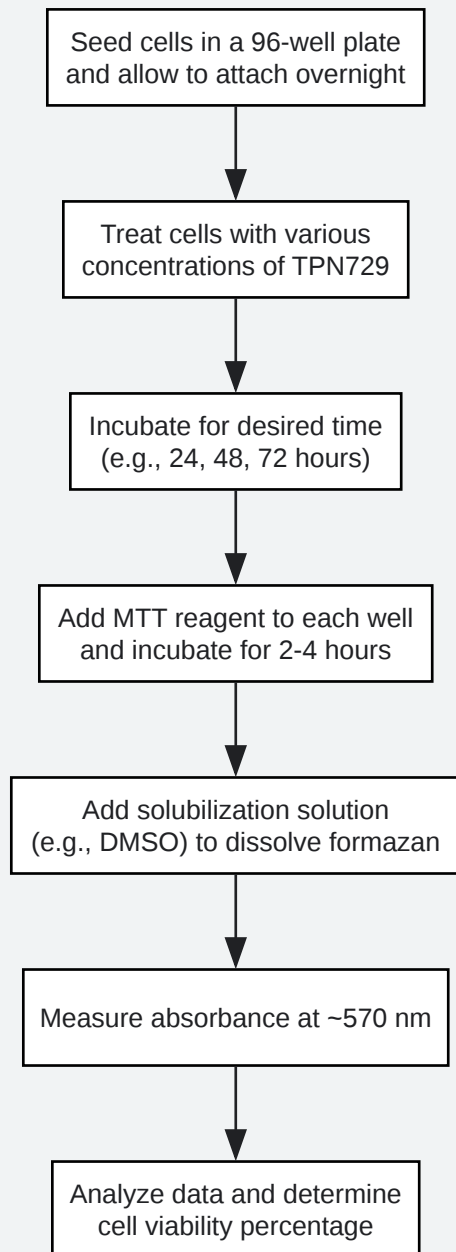 Seed cells in a 96-well plate
and allow to attach overnight
Treat cells with various
concentrations of TPN729
Incubate for desired time
(e.g., 24, 48, 72 hours)
Add MTT reagent to each well
and incubate for 2-4 hours
Add solubilization solution
(e.g., DMSO) to dissolve formazan
Measure absorbance at ~570 nm
Analyze data and determine
cell viability percentage